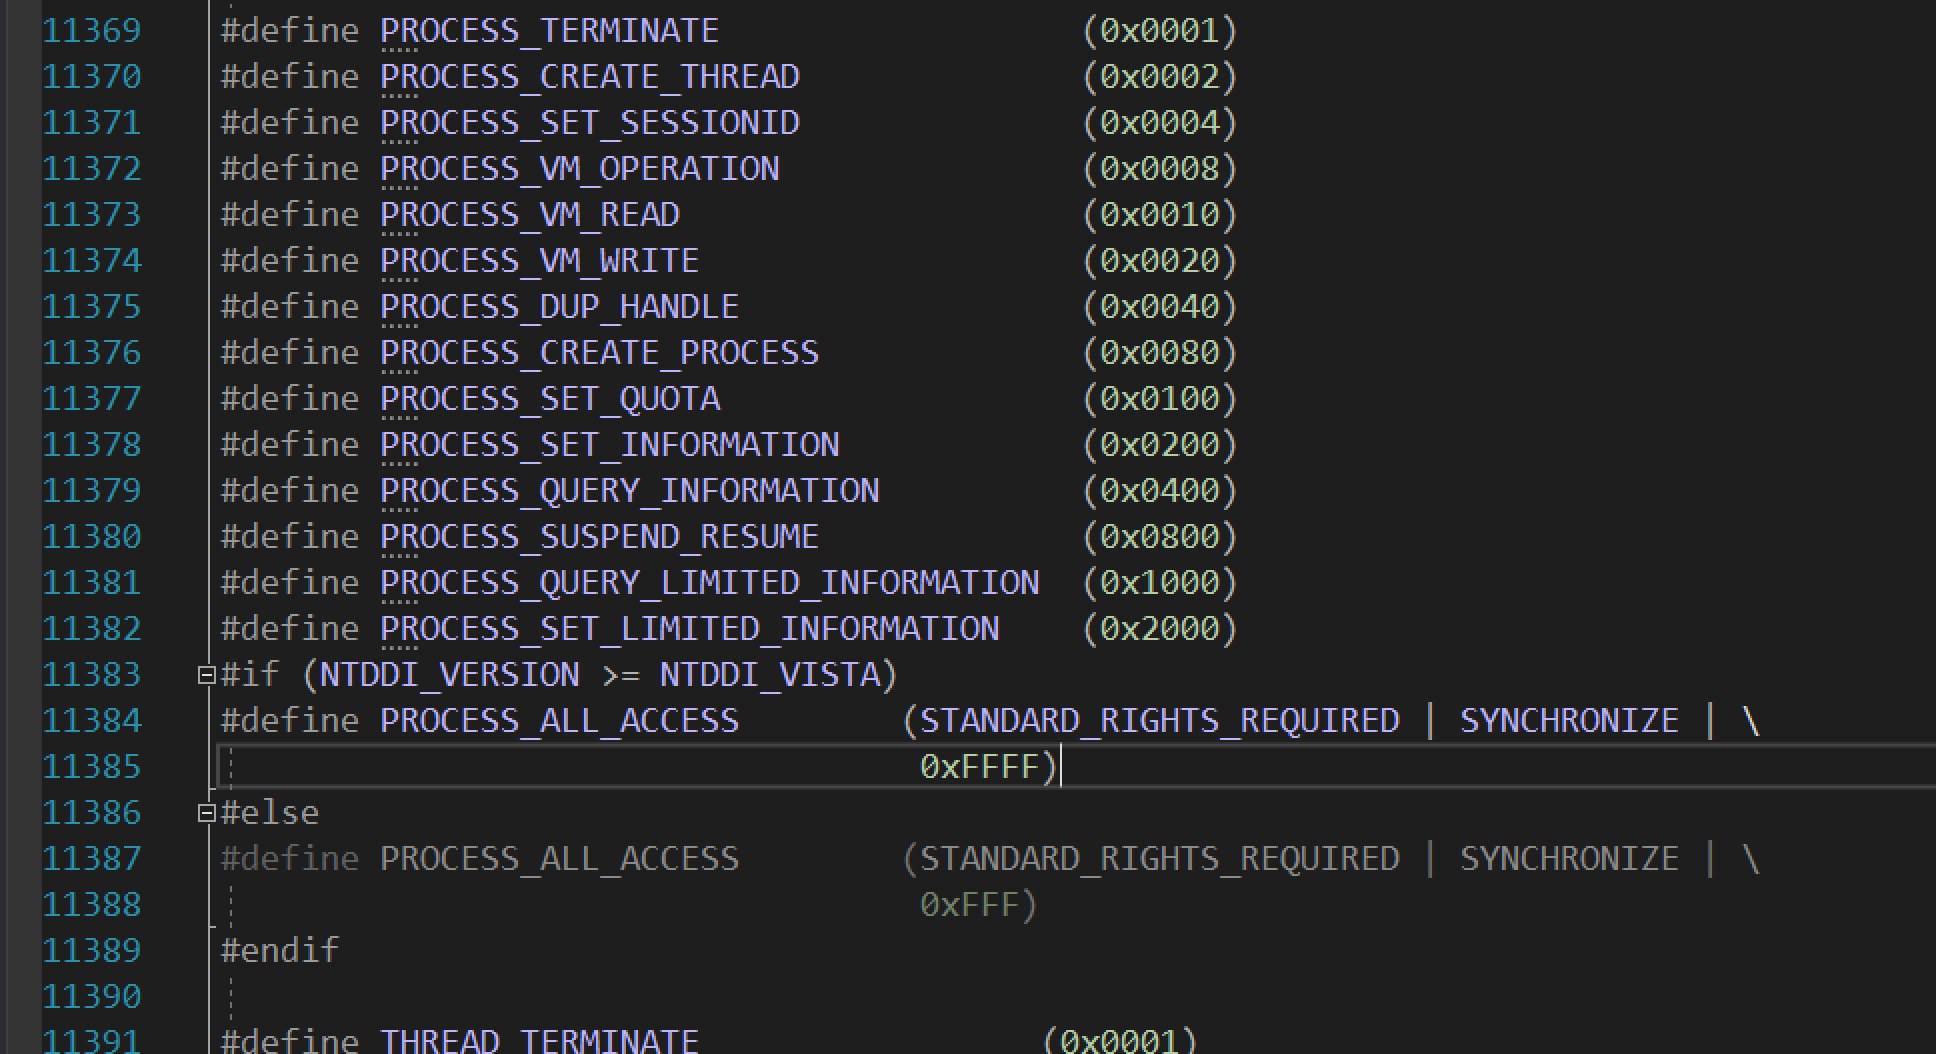 11369 #define PROCESS_TERMINATE (0x0001)
11370 #define PROCESS_CREATE_THREAD (0x0002)
11371 #define PROCESS_SET_SESSIONID (0x0004)
11372 #define PROCESS_VM_OPERATION (0x0008)
11373 #define PROCESS_VM_READ (0x0010)
11374 #define PROCESS_VM_WRITE (0x0020)
11375 #define PROCESS_DUP_HANDLE (0x0040)
11376 #define PROCESS_CREATE_PROCESS (0x0080)
11377 #define PROCESS_SET_QUOTA (0x0100)
11378 #define PROCESS_SET_INFORMATION (0x0200)
11379 #define PROCESS_QUERY_INFORMATION (0x0400)
11380 #define PROCESS_SUSPEND_RESUME (0x0800)
11381 #define PROCESS_QUERY_LIMITED_INFORMATION (0x1000)
11382 #define PROCESS_SET_LIMITED_INFORMATION (0x2000)
11383 #if (NTDDI_VERSION >= NTDDI_VISTA)
11384 #define PROCESS_ALL_ACCESS (STANDARD_RIGHTS_REQUIRED | SYNCHRONIZE | \
11385 0xFFFF)
11386 #else
11387 #define PROCESS_ALL_ACCESS (STANDARD_RIGHTS_REQUIRED | SYNCHRONIZE | \
11388 0xFFF)
11389 #endif
11390
11391 #define THREAD_TERMINATE (0x0001)